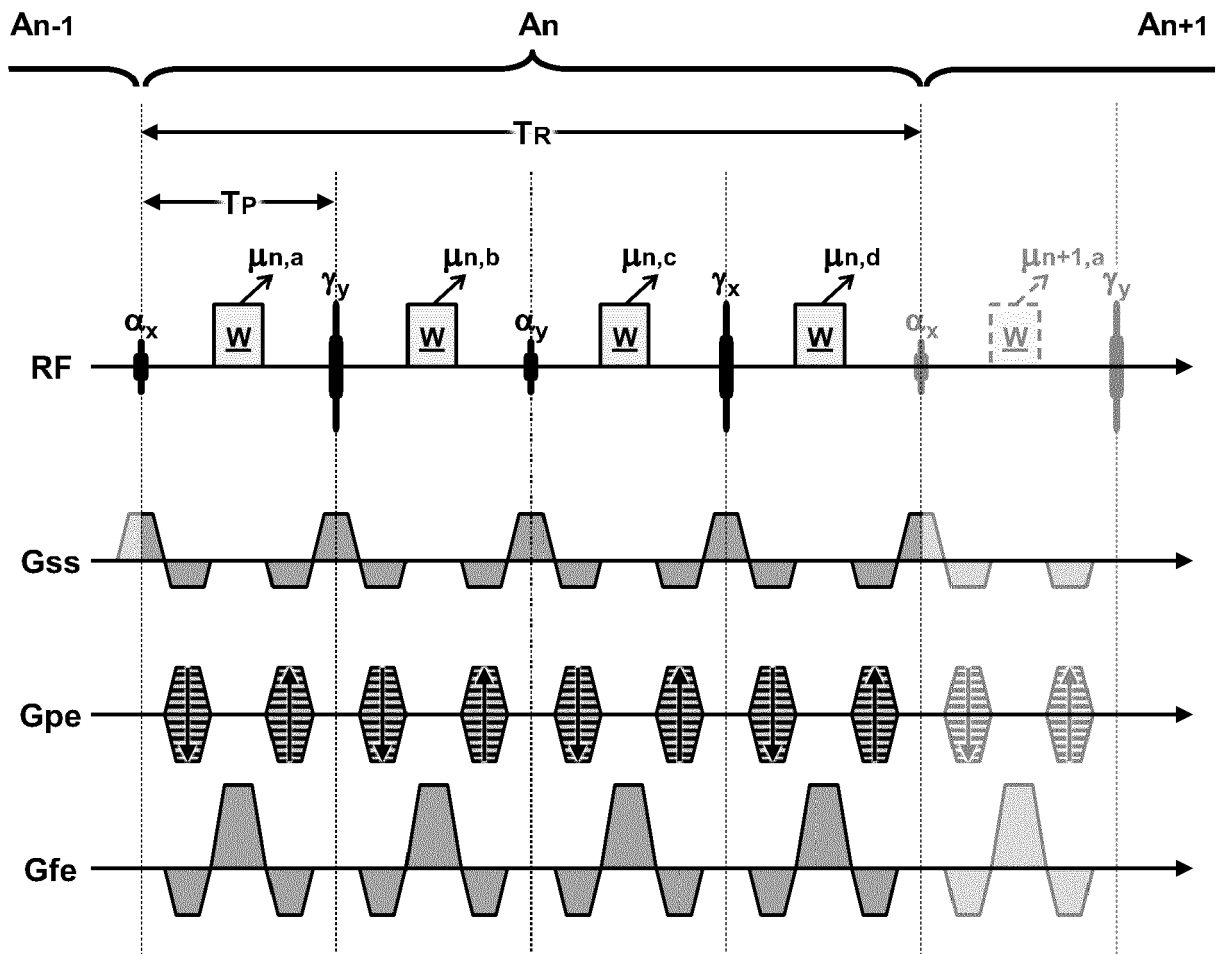 An-1 An An+1
TR
TP
μn,a μn,b μn,c μn,d μn+1,a
γy γx γy
αx αy αx
W W W W W
RF
Gss
Gpe
Gfe